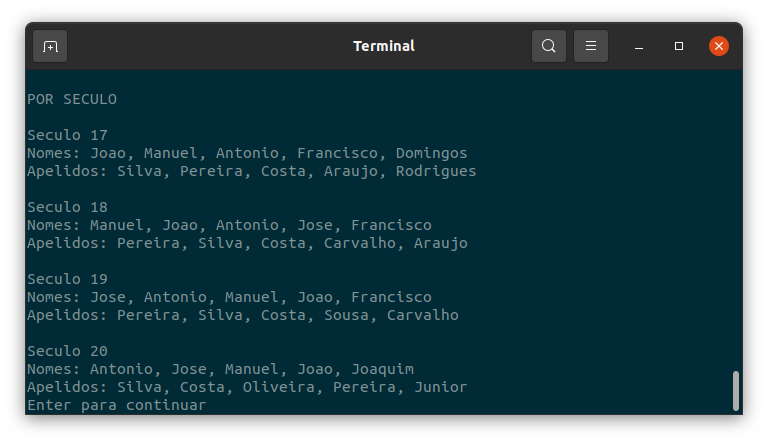 Terminal
POR SECULO
Seculo 17
Nomes: Joao, Manuel, Antonio, Francisco, Domingos
Apelidos: Silva, Pereira, Costa, Araujo, Rodrigues
Seculo 18
Nomes: Manuel, Joao, Antonio, Jose, Francisco
Apelidos: Pereira, Silva, Costa, Carvalho, Araujo
Seculo 19
Nomes: Jose, Antonio, Manuel, Joao, Francisco
Apelidos: Pereira, Silva, Costa, Sousa, Carvalho
Seculo 20
Nomes: Antonio, Jose, Manuel, Joao, Joaquim
Apelidos: Silva, Costa, Oliveira, Pereira, Junior
Enter para continuar